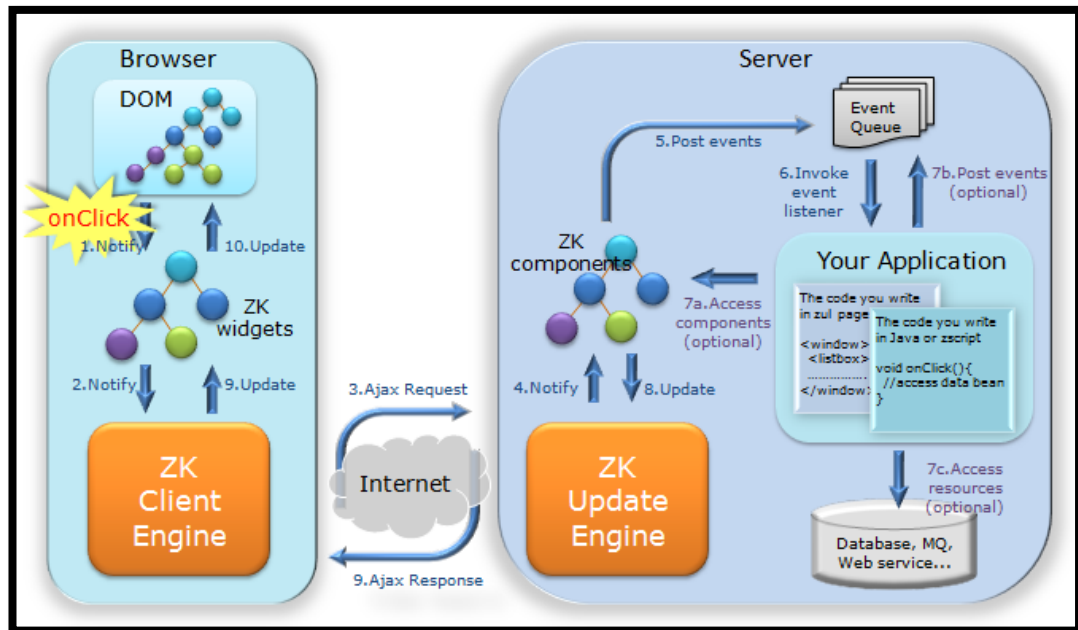 Browser
DOM
onClick
1.Notify
10.Update
ZK
widgets
2.Notify
9.Update
ZK
Client
Engine
3.Ajax Request
Internet
9.Ajax Response
Server
Event
Queue
5.Post events
6.Invoke
event
listener
7b.Post events
(optional)
ZK
components
7a.Access
components
(optional)
4.Notify
8.Update
ZK
Update
Engine
Your Application
The code you write
in zul page
<window>
<listbox>
................
</window>
The code you write
in Java or zscript
void onClick(){
//access data bean
}
7c.Access
resources
(optional)
Database, MQ,
Web service...